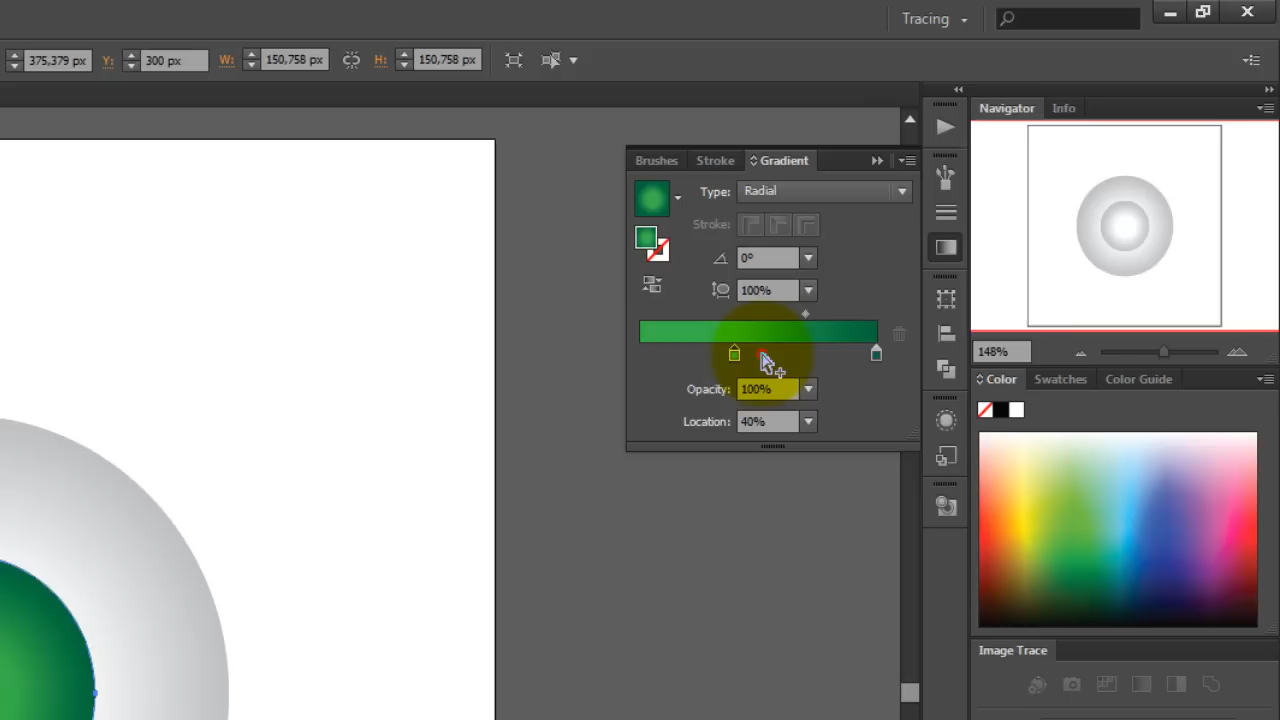 Tracing
375,379 px Y: 300 px W: 150,758 px H: 150,758 px
Navigator Info
Brushes Stroke Gradient
Type: Radial
Stroke:
0°
100%
148%
Color Swatches Color Guide
Opacity: 100%
Location: 40%
Image Trace